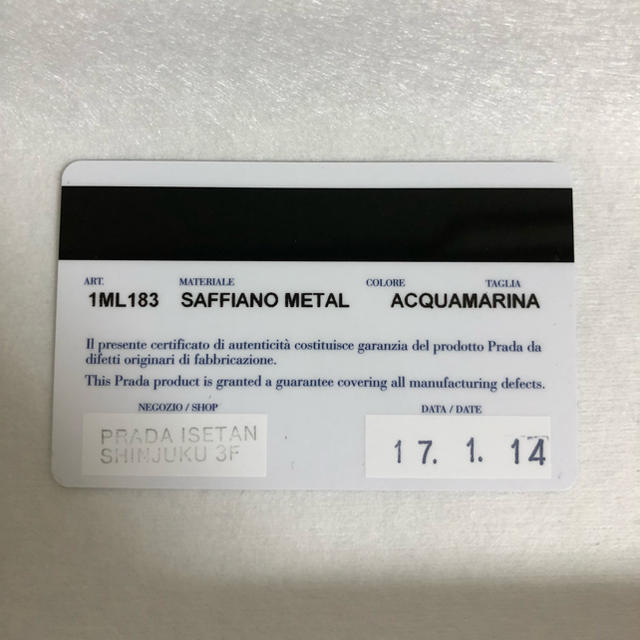 ART. MATERIALE COLORE TAGLIA
1ML183 SAFFIANO METAL ACQUAMARINA
Il presente certificato di autenticità costituisce garanzia del prodotto Prada da
difetti originari di fabbricazione.
This Prada product is granted a guarantee covering all manufacturing defects.
NEGOZIO / SHOP DATA / DATE
PRADA ISETAN
SHINJUKU 3F
17. 1. 14